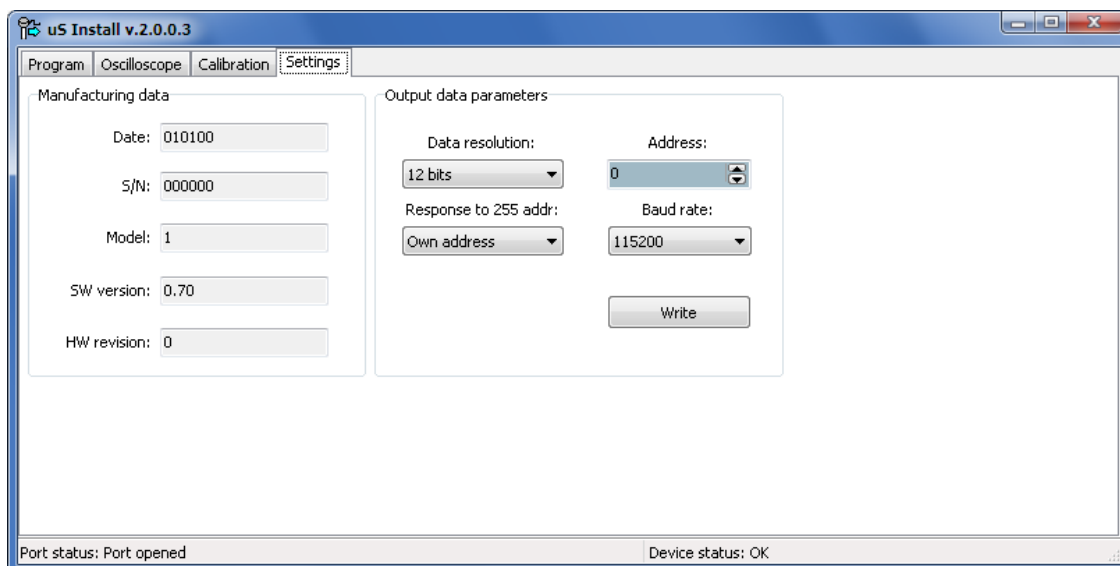 uS Install v.2.0.0.3
Program Oscilloscope Calibration Settings
Manufacturing data
Date: 010100
S/N: 000000
Model: 1
SW version: 0.70
HW revision: 0
Output data parameters
Data resolution: Address:
12 bits 0
Response to 255 addr: Baud rate:
Own address 115200
Write
Port status: Port opened Device status: OK